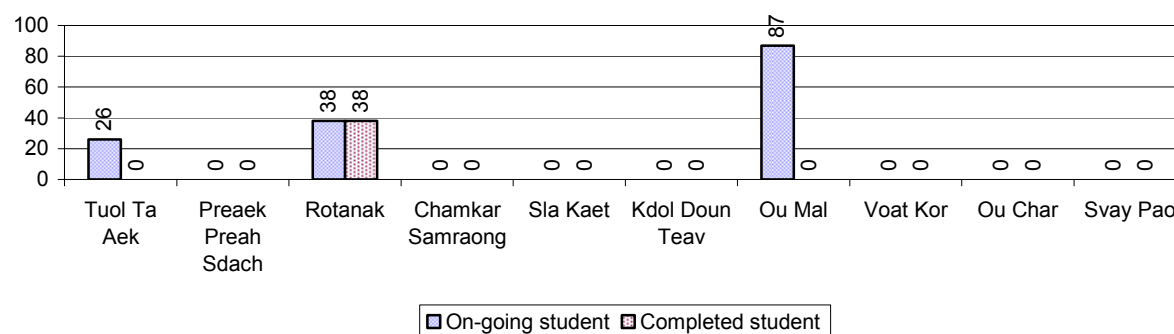 100
80
60
40
20
0
26 0 0 0 38 38 0 0 0 0 0 0 87 0 0 0 0 0 0 0
Tuol Ta Aek
Preaek Preah Sdach
Rotanak
Chamkar Samraong
Sla Kaet
Kdol Doun Teav
Ou Mal
Voat Kor
Ou Char
Svay Pao
On-going student Completed student